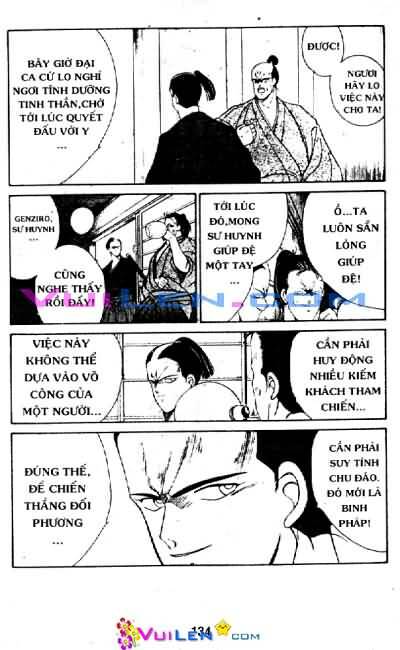 BÂY GIỜ ĐẠI
CA CỨ LO NGHỈ
NGƠI TĨNH DƯỠNG
TINH THẦN,CHỜ
TỚI LÚC QUYẾT
ĐẤU VỚI Y
...
ĐƯỢC!
NGƯƠI
HÃY LO
VIỆC NÀY
CHO TA!
GENZIRO,
SƯ HUYNH
...
CŨNG
NGHE THẤY
RỒI ĐẤY!
TỚI LÚC
ĐÓ,MONG
SƯ HUYNH
GIÚP ĐỆ
MỘT TAY
...
Ồ...TA
LUÔN SẴN
LÒNG
GIÚP
ĐỆ!
VUILEN.COM
VIỆC NÀY
KHÔNG THỂ
DỰA VÀO VÕ
CÔNG CỦA
MỘT NGƯỜI...
CẦN PHẢI
HUY ĐỘNG
NHIỀU KIẾM
KHÁCH THAM
CHIẾN...
ĐÚNG THẾ,
ĐỂ CHIẾN
THẮNG ĐỐI
PHƯƠNG
...
CẦN PHẢI
SUY TÍNH
CHU ĐÁO.
ĐÓ MỚI LÀ
BINH
PHÁP!
134
VUILEN.COM